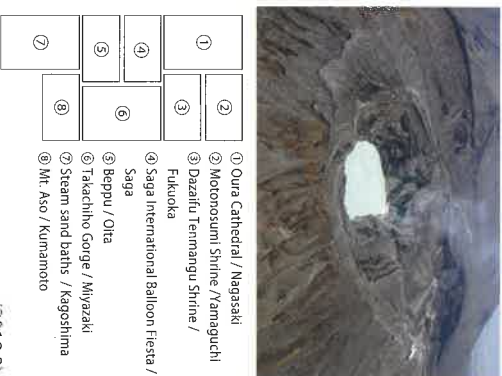 ①
②
③
④
⑤
⑥
⑦
⑧
① Oura Cathedral / Nagasaki
② Motonosumi Shrine /Yamaguchi
③ Dazaifu Tenmangu Shrine /
Fukuoka
④ Saga International Balloon Fiesta /
Saga
⑤ Beppu / Oita
⑥ Takachiho Gorge / Miyazaki
⑦ Steam sand baths / Kagoshima
⑧ Mt. Aso / Kumamoto